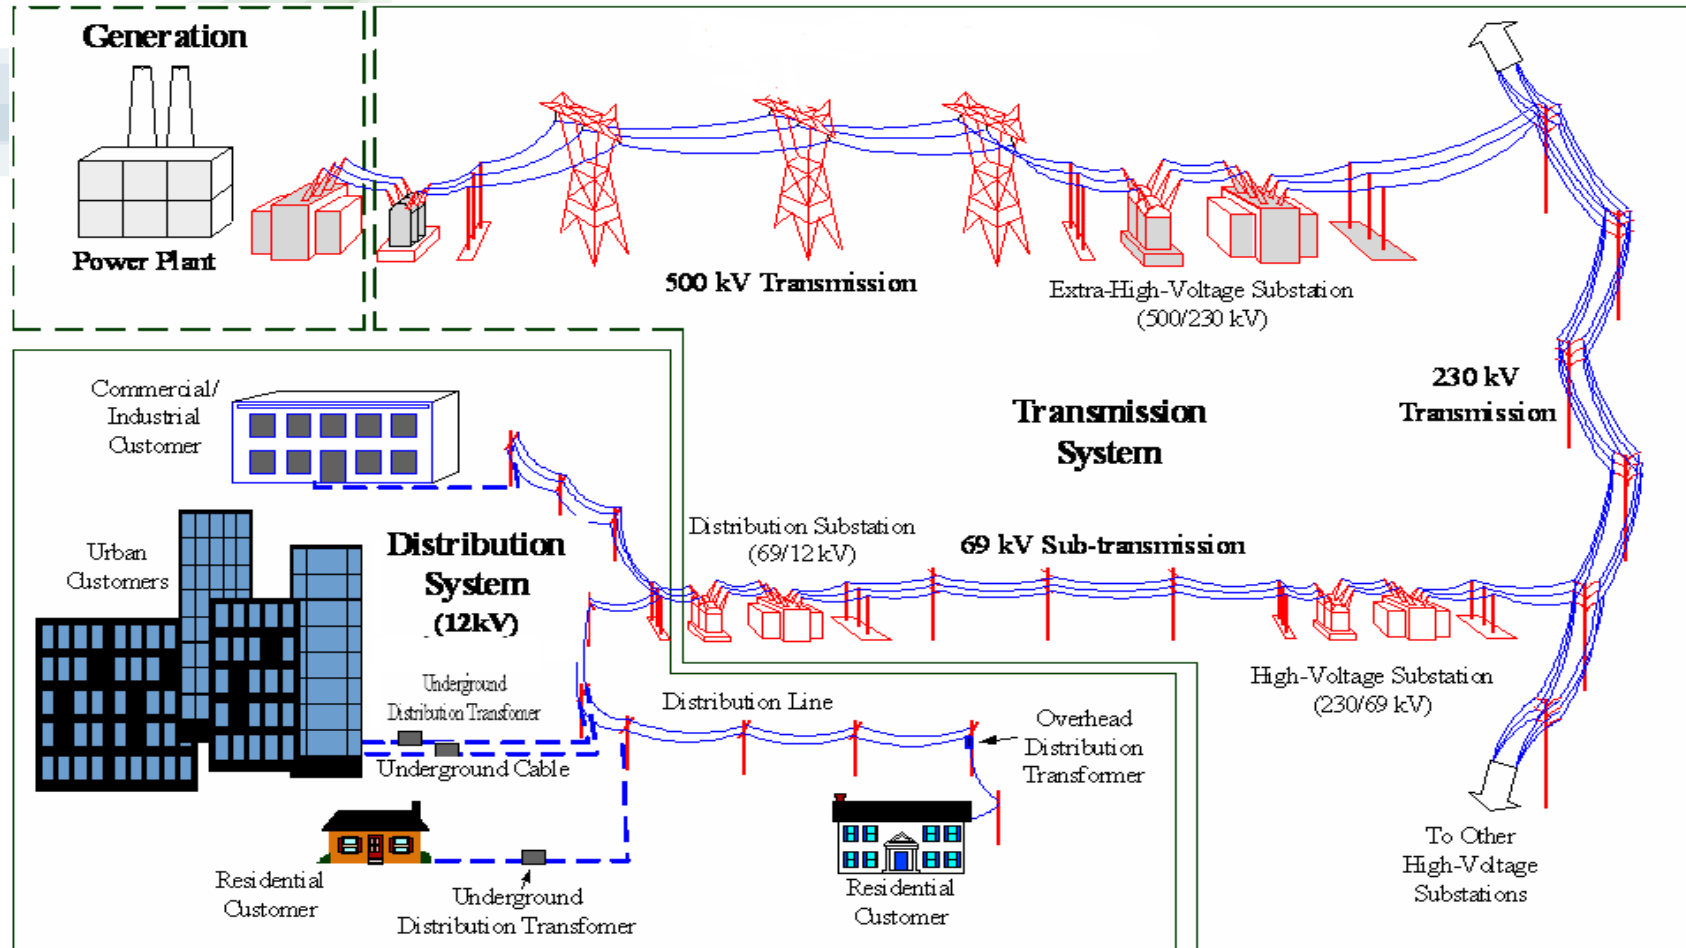 Generation
Power Plant
500 kV Transmission
Extra-High-Voltage Substation
(500/230 kV)
230 kV
Transmission
Transmission
System
Commercial/
Industrial
Customer
Urban
Customers
Distribution
System
(12kV)
Distribution Substation
(69/12 kV)
69 kV Sub-transmission
High-Voltage Substation
(230/69 kV)
Underground
Distribution Transfomer
Underground Cable
Distribution Line
Overhead
Distribution
Transformer
Residential
Customer
Underground
Distribution Transfomer
Residential
Customer
To Other
High-Voltage
Substations